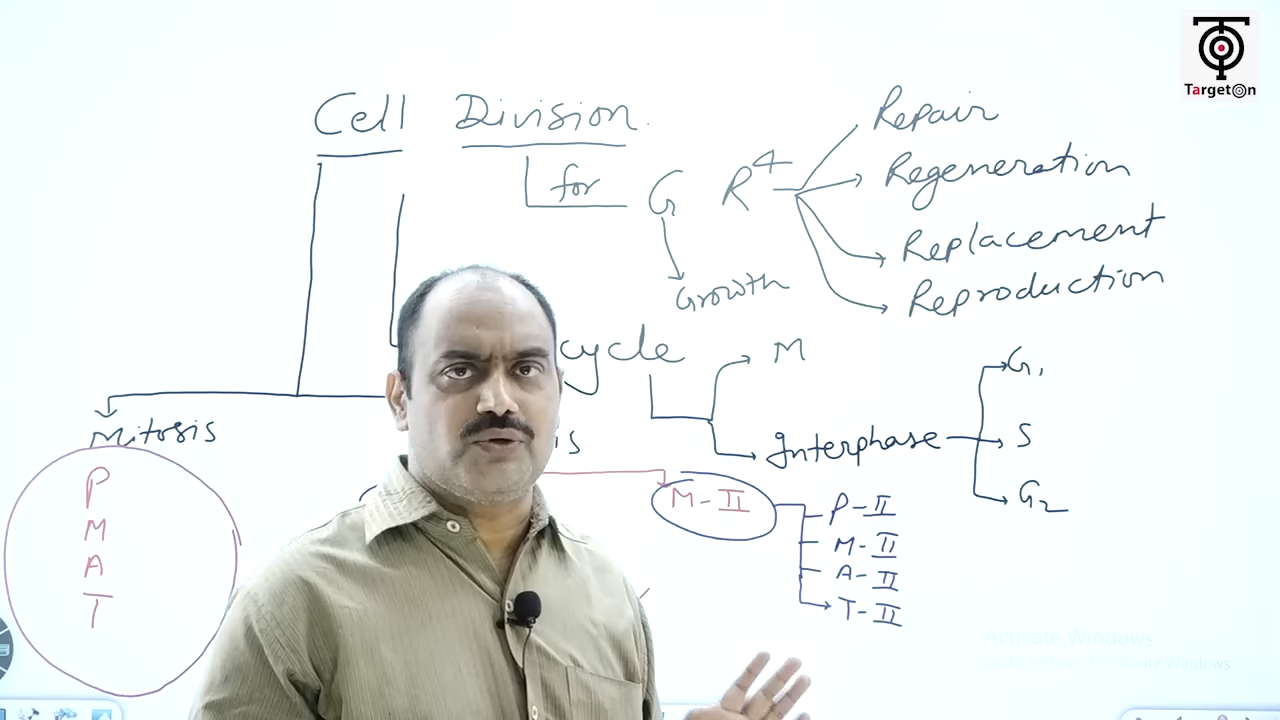 TargetOn
Cell Division
for G R4
Repair
Regeneration
Replacement
Reproduction
Growth
cycle
M
Interphase
G1
S
G2
Mitosis
P
M
A
T
is
M-II
P-II
M-II
A-II
T-II
Activate Windows